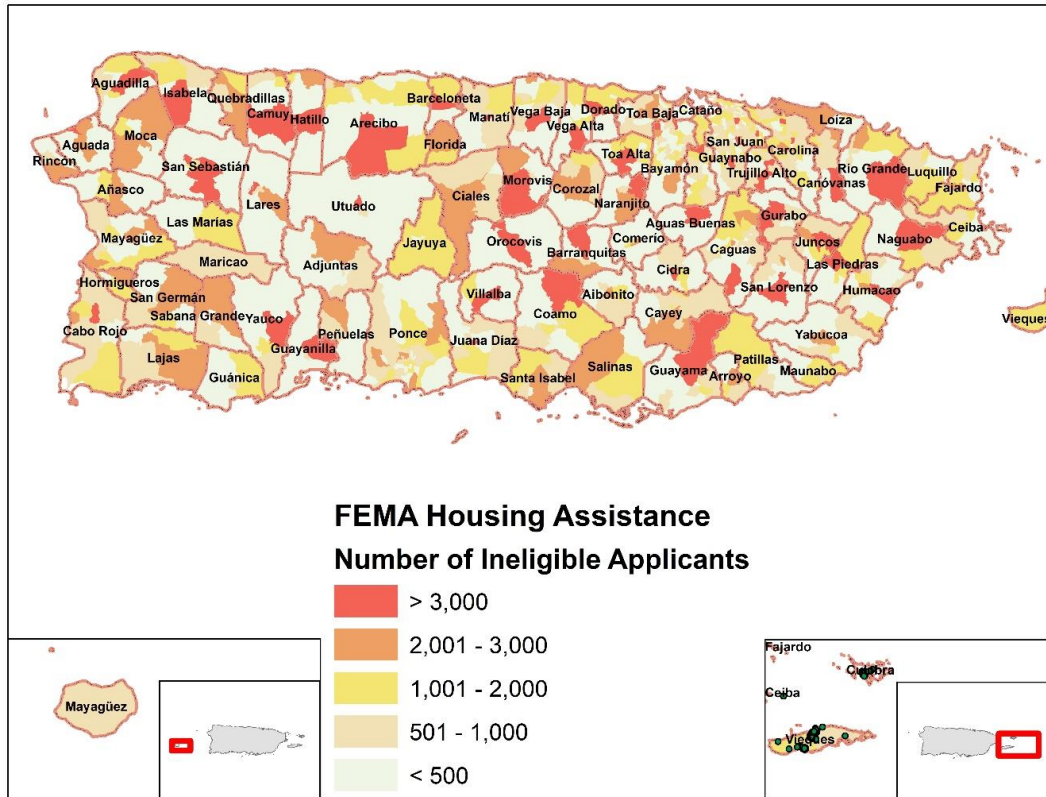 Aguadilla
Isabela
Quebradillas
Camuy
Hatillo
Arecibo
Barceloneta
Manatí
Vega Baja
Vega Alta
Dorado
Toa Baja
Cataño
Loíza
Moca
Aguada
Rincón
San Sebastián
Florida
Toa Alta
Bayamón
San Juan
Guaynabo
Carolina
Trujillo Alto
Canóvanas
Río Grande
Luquillo
Fajardo
Añasco
Lares
Utuado
Ciales
Morovis
Corozal
Naranjito
Las Marías
Aguas Buenas
Gurabo
Ceiba
Mayagüez
Jayuya
Orocovis
Barranquitas
Comerío
Caguas
Juncos
Naguabo
Maricao
Adjuntas
Cidra
Las Piedras
Hormigueros
San Germán
Villalba
Aibonito
San Lorenzo
Humacao
Sabana Grande
Yauco
Coamo
Cayey
Vieques
Cabo Rojo
Peñuelas
Ponce
Juana Díaz
Yabucoa
Lajas
Guayanilla
Guánica
Salinas
Guayama
Patillas
Maunabo
Santa Isabel
Arroyo
FEMA Housing Assistance
Number of Ineligible Applicants
> 3,000
2,001 - 3,000
1,001 - 2,000
501 - 1,000
< 500
Mayagüez
Fajardo
Culebra
Ceiba
Vieques